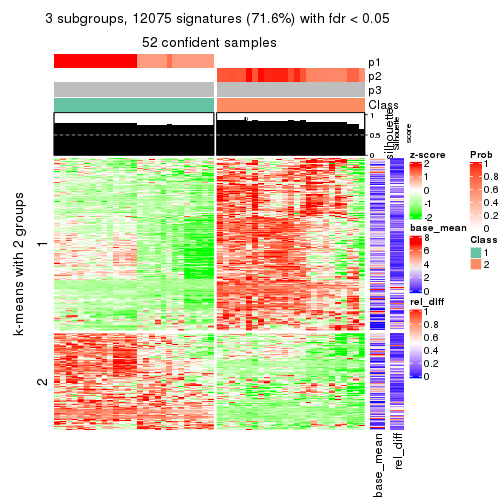 3 subgroups, 12075 signatures (71.6%) with fdr < 0.05
52 confident samples
p1
p2
p3
Class
1
0.5
0
silhouette
Silhouette
score
k-means with 2 groups
1
2
base_mean
rel_diff
z-score
2
1
0
-1
-2
base_mean
8
6
4
2
0
rel_diff
1
0.8
0.6
0.4
0.2
0
Prob
1
0.8
0.6
0.4
0.2
0
Class
1
2